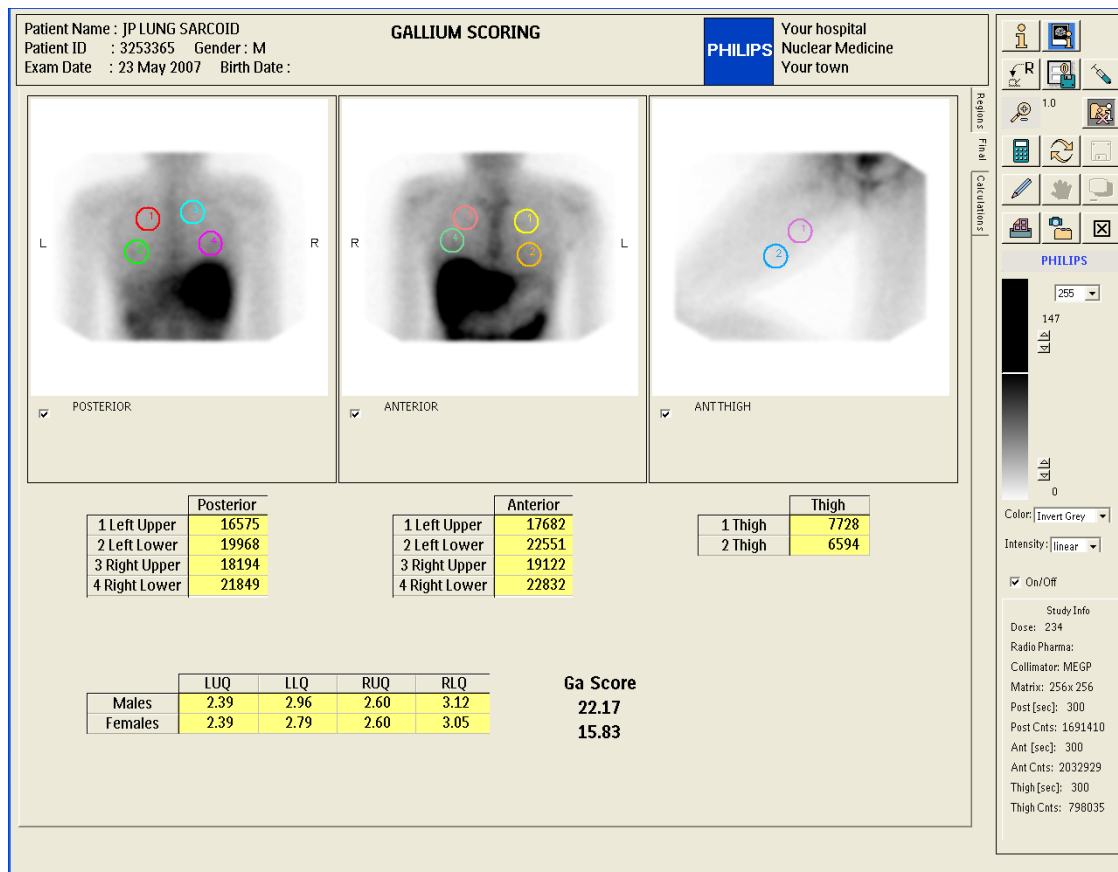 Patient Name : JP LUNG SARCOID
Patient ID : 3253365 Gender : M
Exam Date : 23 May 2007 Birth Date :
GALLIUM SCORING
PHILIPS
Your hospital
Nuclear Medicine
Your town
Regions
Final
Calculations
L
1
3
4
R
R
4
1
2
L
1
2
POSTERIOR
ANTERIOR
ANT THIGH
Posterior
1 Left Upper 16575
2 Left Lower 19968
3 Right Upper 18194
4 Right Lower 21849
Anterior
1 Left Upper 17682
2 Left Lower 22551
3 Right Upper 19122
4 Right Lower 22832
Thigh
1 Thigh 7728
2 Thigh 6594
LUQ LLQ RUQ RLQ
Males 2.39 2.96 2.60 3.12
Females 2.39 2.79 2.60 3.05
Ga Score
22.17
15.83
R
1.0
PHILIPS
255
147
0
Color: Invert Grey
Intensity: linear
On/Off
Study Info
Dose: 234
Radio Pharma:
Collimator: MEGP
Matrix: 256x 256
Post [sec]: 300
Post Cnts: 1691410
Ant [sec]: 300
Ant Cnts: 2032929
Thigh [sec]: 300
Thigh Cnts: 798035